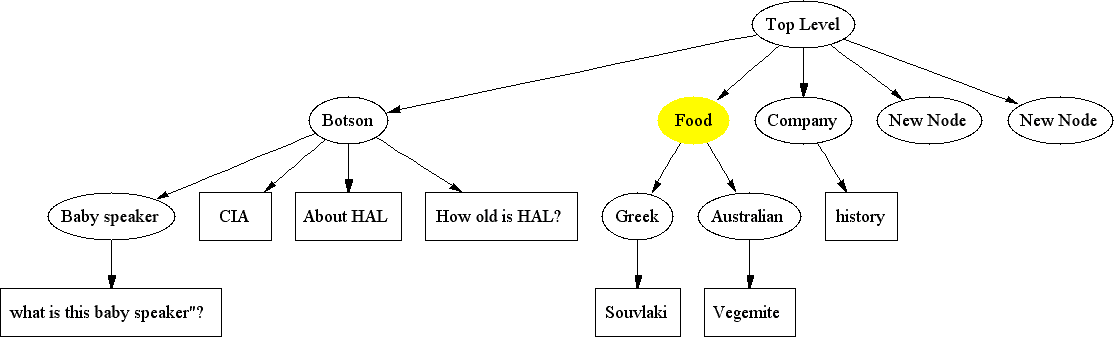 Top Level
Botson
Food
Company
New Node
New Node
Baby speaker
CIA
About HAL
How old is HAL?
Greek
Australian
history
what is this baby speaker"?
Souvlaki
Vegemite